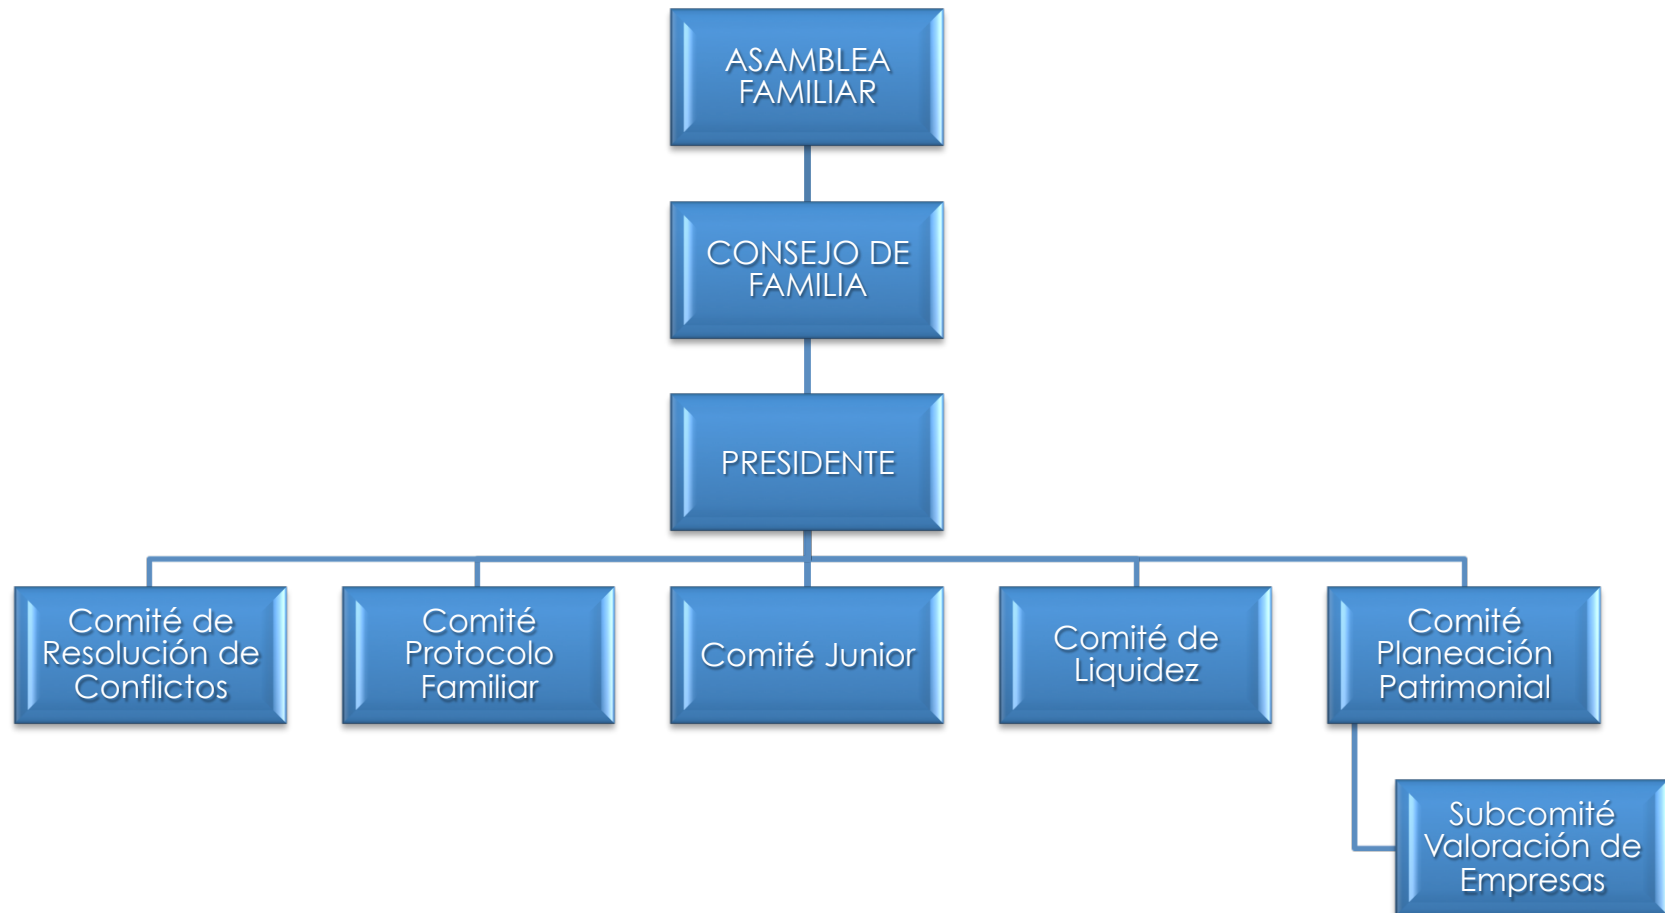 ASAMBLEA
FAMILIAR
CONSEJO DE
FAMILIA
PRESIDENTE
Comité de
Resolución de
Conflictos
Comité
Protocolo
Familiar
Comité Junior
Comité de
Liquidez
Comité
Planeación
Patrimonial
Subcomité
Valoración de
Empresas